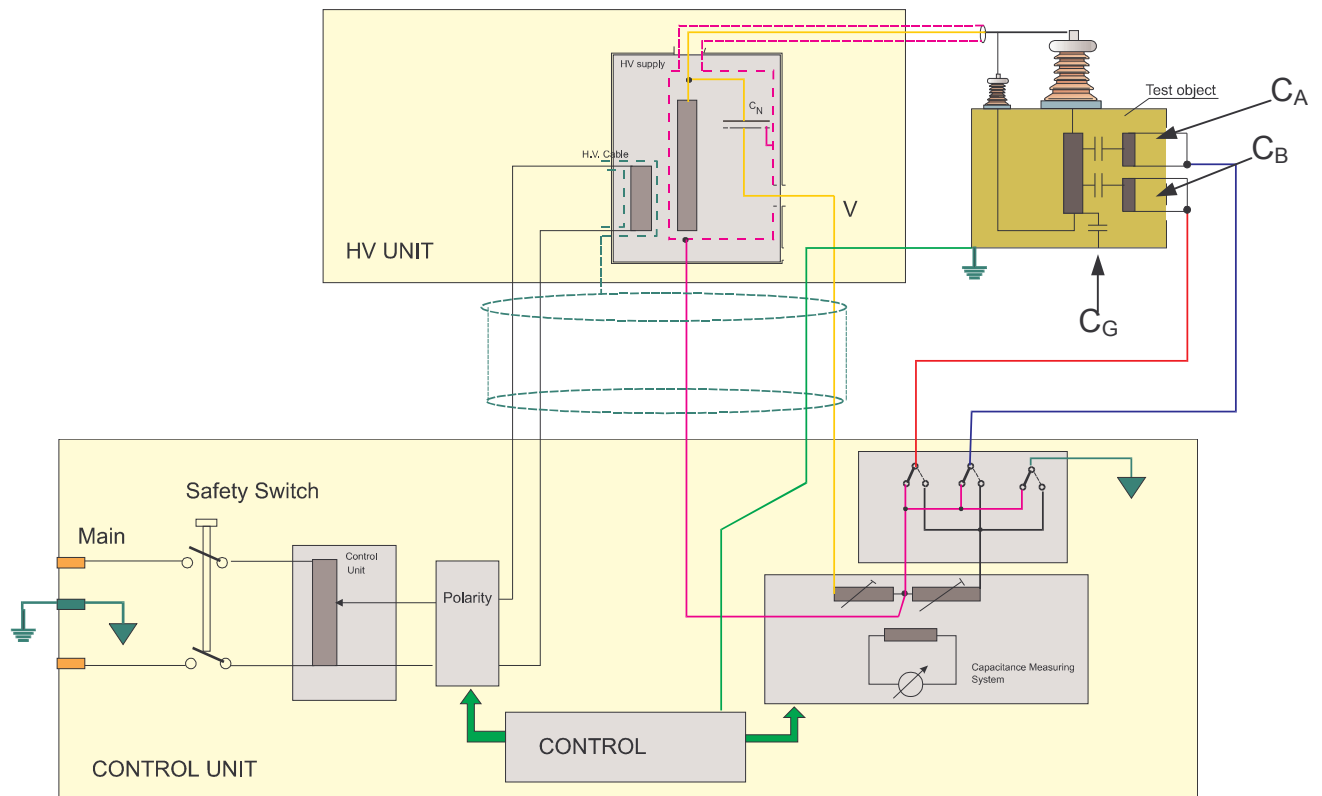 HV supply
C_N
H.V. Cable
V
HV UNIT
Test object
C_A
C_B
C_G
Safety Switch
Main
Control
Unit
Polarity
Capacitance Measuring
System
CONTROL
CONTROL UNIT